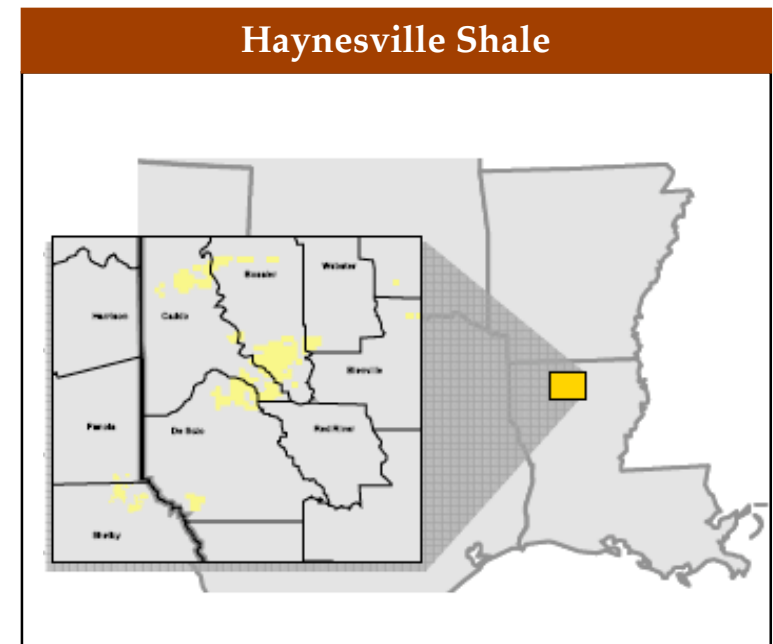 Haynesville Shale
Webster
Bossier
Harrison
Caddo
Bienville
Panola
De Soto
Red River
Shelby